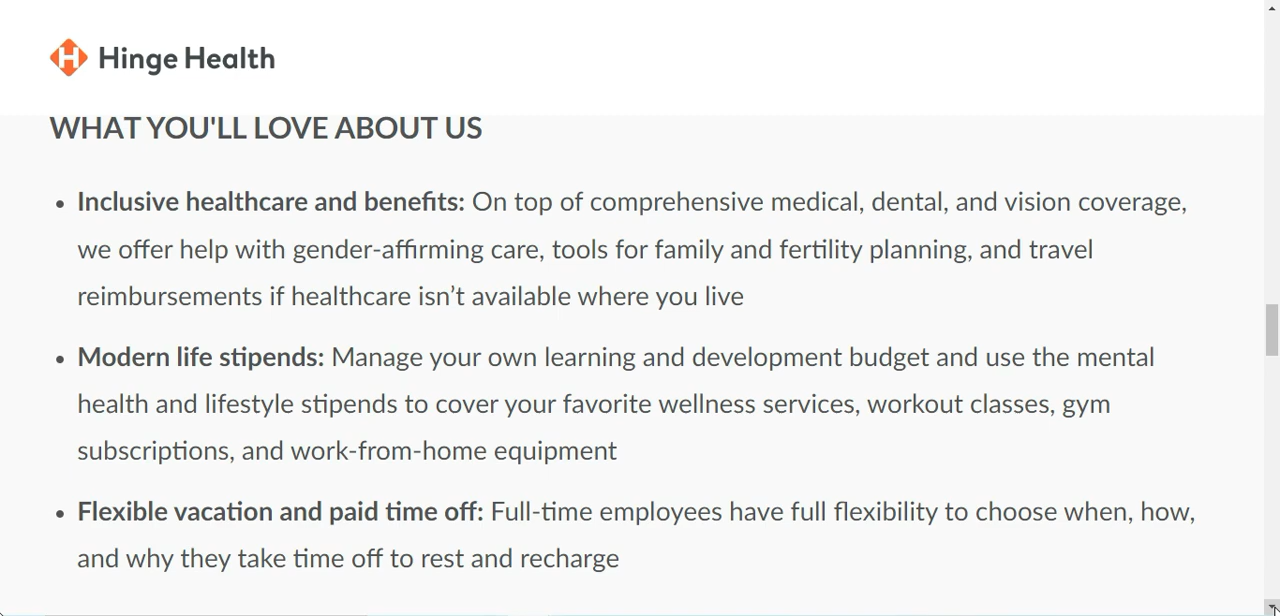 Hinge Health
WHAT YOU'LL LOVE ABOUT US
• Inclusive healthcare and benefits: On top of comprehensive medical, dental, and vision coverage,
we offer help with gender-affirming care, tools for family and fertility planning, and travel
reimbursements if healthcare isn’t available where you live
• Modern life stipends: Manage your own learning and development budget and use the mental
health and lifestyle stipends to cover your favorite wellness services, workout classes, gym
subscriptions, and work-from-home equipment
• Flexible vacation and paid time off: Full-time employees have full flexibility to choose when, how,
and why they take time off to rest and recharge